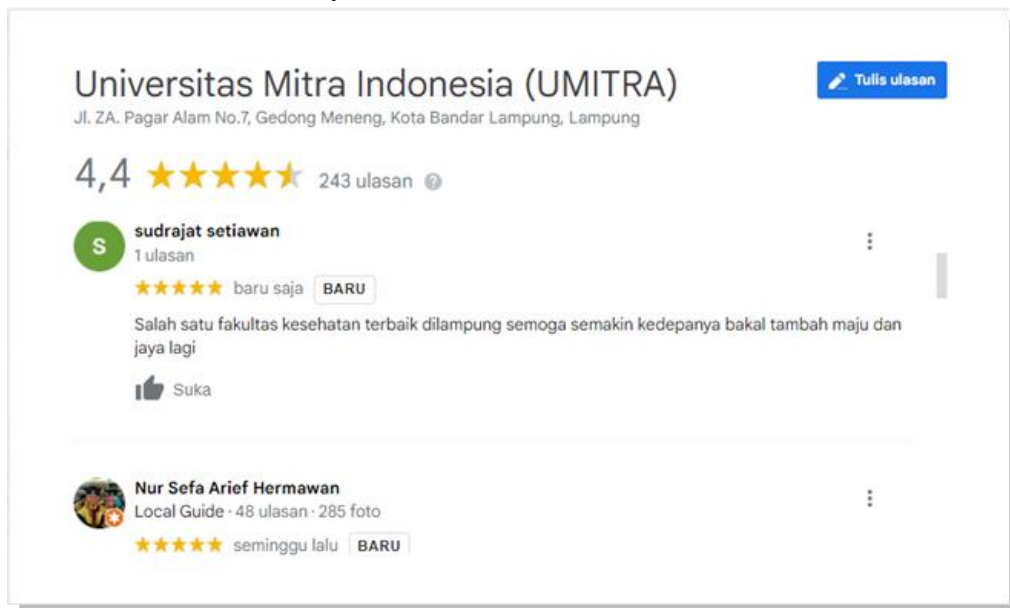 Universitas Mitra Indonesia (UMITRA)
Tulis ulasan
Jl. ZA. Pagar Alam No.7, Gedong Meneng, Kota Bandar Lampung, Lampung
4,4
243 ulasan
S
sudrajat setiawan
1 ulasan
baru saja BARU
Salah satu fakultas kesehatan terbaik dilampung semoga semakin kedepanya bakal tambah maju dan
jaya lagi
Suka
Nur Sefa Arief Hermawan
Local Guide · 48 ulasan · 285 foto
seminggu lalu BARU